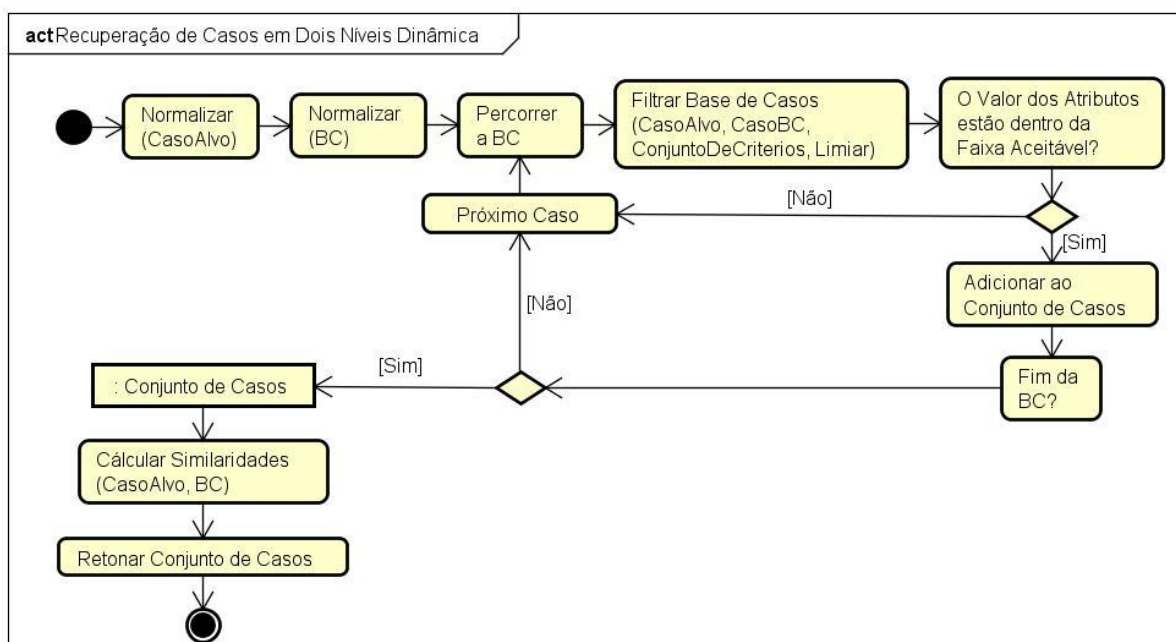 act Recuperação de Casos em Dois Níveis Dinâmica
Normalizar
(CasoAlvo)
Normalizar
(BC)
Percorrer
a BC
Filtrar Base de Casos
(CasoAlvo, CasoBC,
ConjuntoDeCriterios, Limiar)
O Valor dos Atributos
estão dentro da
Faixa Aceitável?
Próximo Caso
[Não]
[Sim]
Adicionar ao
Conjunto de Casos
[Não]
Fim da
BC?
[Sim]
: Conjunto de Casos
Cálcular Similaridades
(CasoAlvo, BC)
Retonar Conjunto de Casos